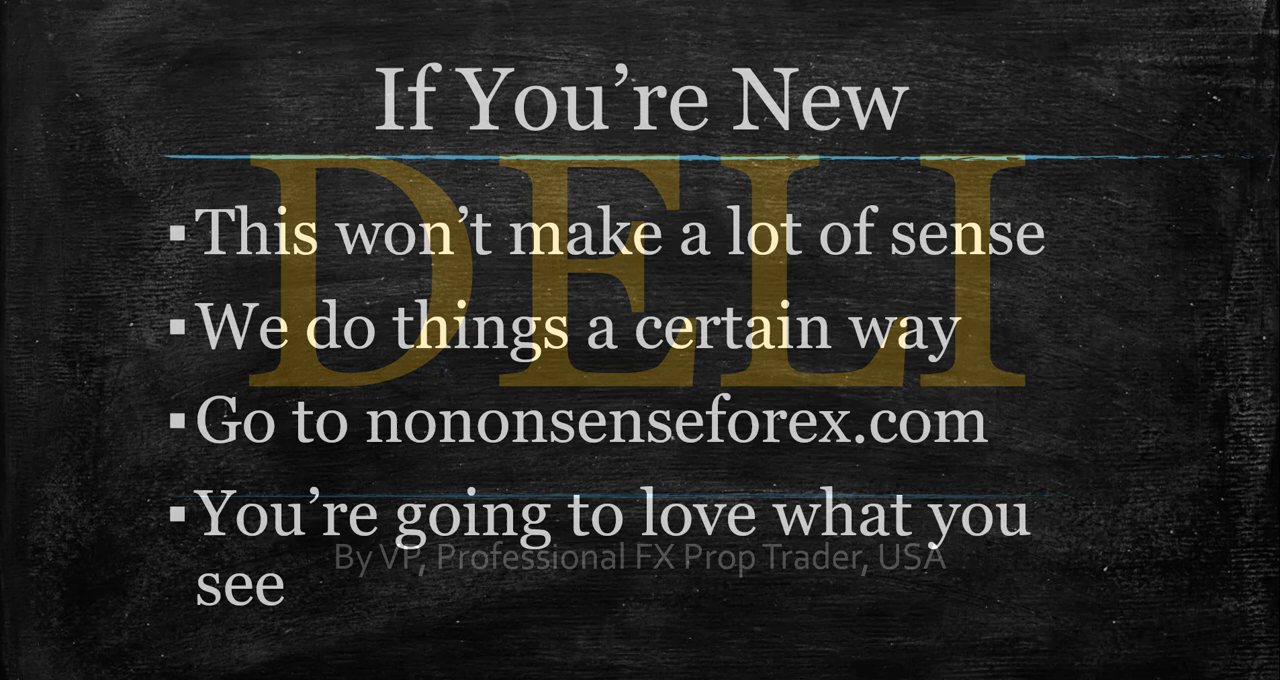 If You’re New
DELI
▪This won’t make a lot of sense
▪We do things a certain way
▪Go to nononsenseforex.com
▪You’re going to love what you
see
By VP, Professional FX Prop Trader, USA